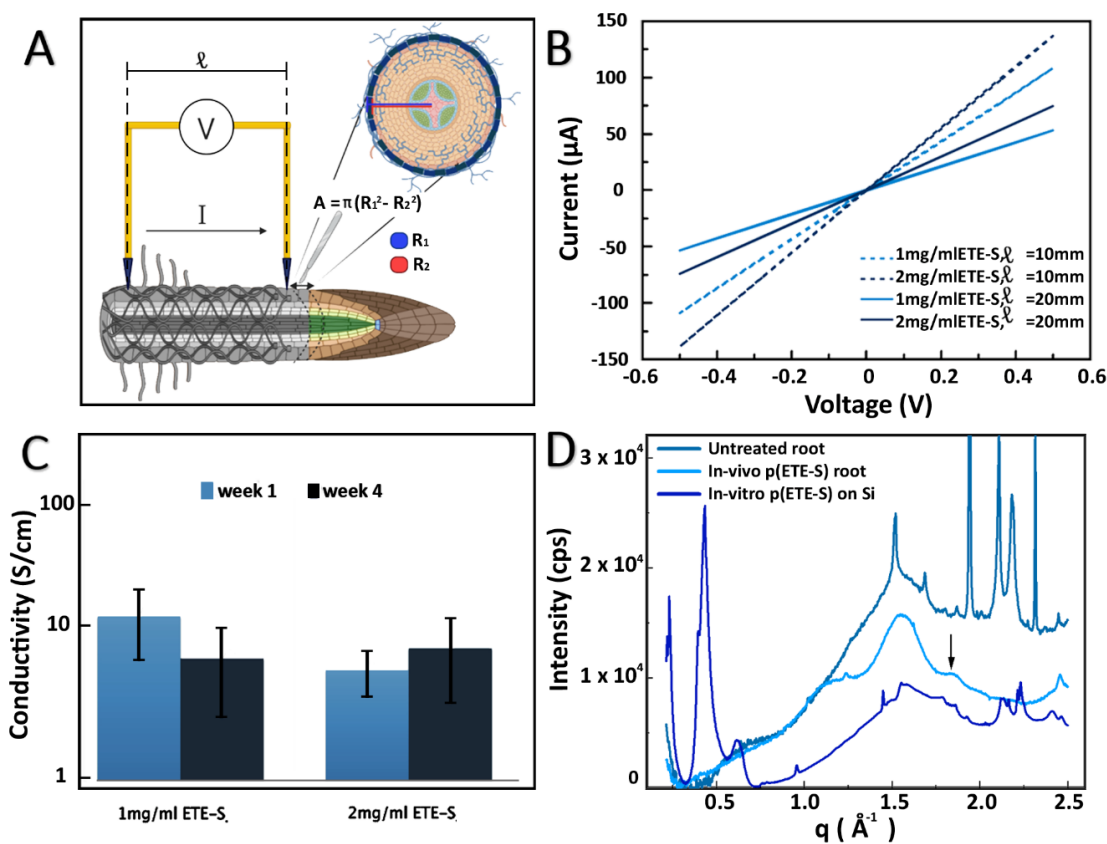 A
ℓ
V
I
A = π(R₁² - R₂²)
R₁
R₂
B
Current (µA)
150
100
50
0
-50
-100
-150
1mg/mlETE-S,ℓ =10mm
2mg/mlETE-S,ℓ =10mm
1mg/mlETE-S,ℓ =20mm
2mg/mlETE-S,ℓ =20mm
-0.6
-0.4
-0.2
0
0.2
0.4
0.6
Voltage (V)
C
Conductivity (S/cm)
100
10
1
week 1
week 4
1mg/ml ETE-S.
2mg/ml ETE-S
D
Intensity (cps)
3 x 10⁴
2 x 10⁴
1 x 10⁴
0
Untreated root
In-vivo p(ETE-S) root
In-vitro p(ETE-S) on Si
0.5
1.0
1.5
2.0
2.5
q ( Å⁻¹)